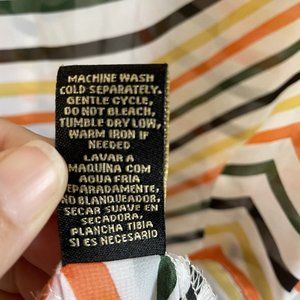 MACHINE WASH
COLD SEPARATELY.
GENTLE CYCLE,
DO NOT BLEACH,
TUMBLE DRY LOW,
WARM IRON IF
NEEDED
LAVAR A
MAQUINA COM
AGUA FRIA
SEPARADAMENTE,
NO BLANQUEADOR,
SECAR SUAVE EN
SECADORA,
PLANCHA TIBIA
SI ES NECESARIO